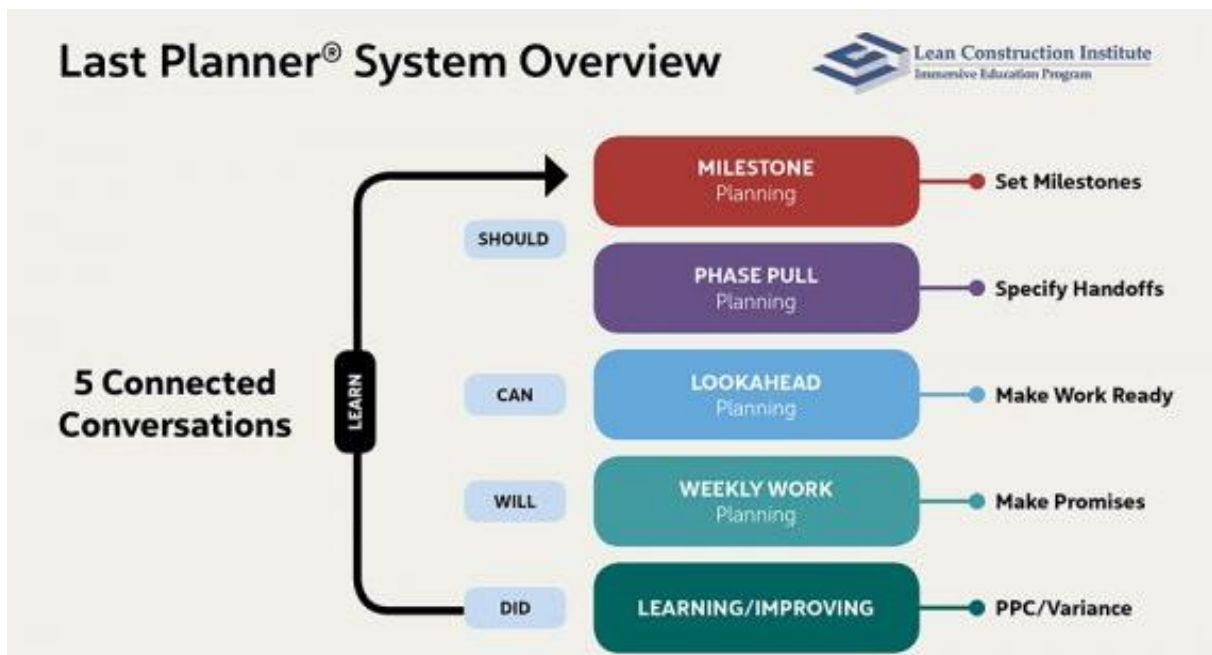 Last Planner® System Overview
Lean Construction Institute
Immersive Education Program
MILESTONE
Planning
Set Milestones
SHOULD
PHASE PULL
Planning
Specify Handoffs
5 Connected
Conversations
LEARN
CAN
LOOKAHEAD
Planning
Make Work Ready
WILL
WEEKLY WORK
Planning
Make Promises
DID
LEARNING/IMPROVING
PPC/Variance